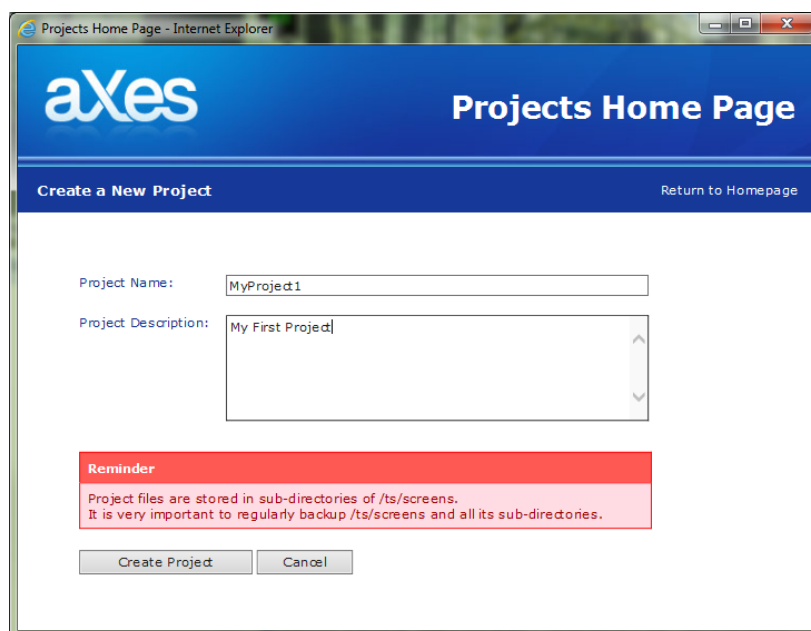 Projects Home Page - Internet Explorer
aXes
Projects Home Page
Create a New Project
Return to Homepage
Project Name:
MyProject1
Project Description:
My First Project
Reminder
Project files are stored in sub-directories of /ts/screens.
It is very important to regularly backup /ts/screens and all its sub-directories.
Create Project
Cancel